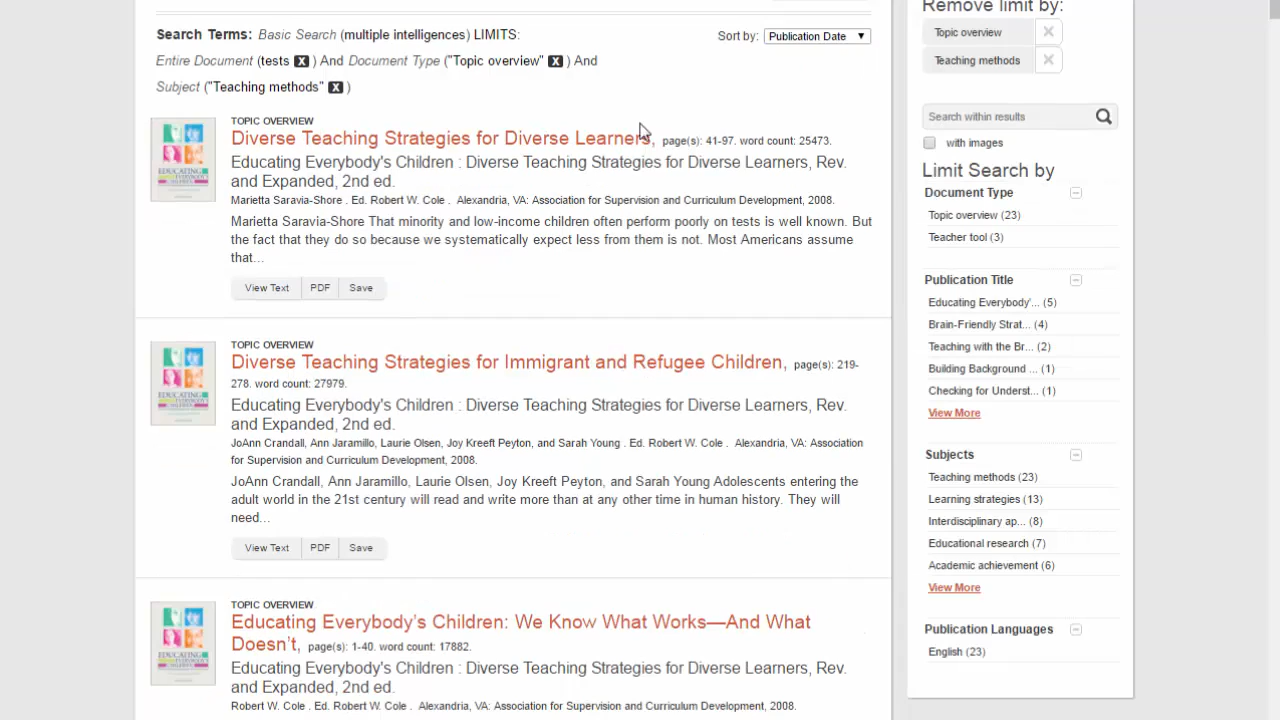 Search Terms: Basic Search (multiple intelligences) LIMITS:
Entire Document (tests X ) And Document Type ("Topic overview" X ) And
Subject ("Teaching methods" X )
Sort by: Publication Date ▼
TOPIC OVERVIEW
Diverse Teaching Strategies for Diverse Learners, page(s): 41-97. word count: 25473.
Educating Everybody's Children : Diverse Teaching Strategies for Diverse Learners, Rev.
and Expanded, 2nd ed.
Marietta Saravia-Shore . Ed. Robert W. Cole . Alexandria, VA: Association for Supervision and Curriculum Development, 2008.
Marietta Saravia-Shore That minority and low-income children often perform poorly on tests is well known. But
the fact that they do so because we systematically expect less from them is not. Most Americans assume
that...
View Text PDF Save
TOPIC OVERVIEW
Diverse Teaching Strategies for Immigrant and Refugee Children, page(s): 219-
278. word count: 27979.
Educating Everybody's Children : Diverse Teaching Strategies for Diverse Learners, Rev.
and Expanded, 2nd ed.
JoAnn Crandall, Ann Jaramillo, Laurie Olsen, Joy Kreeft Peyton, and Sarah Young . Ed. Robert W. Cole . Alexandria, VA: Association
for Supervision and Curriculum Development, 2008.
JoAnn Crandall, Ann Jaramillo, Laurie Olsen, Joy Kreeft Peyton, and Sarah Young Adolescents entering the
adult world in the 21st century will read and write more than at any other time in human history. They will
need...
View Text PDF Save
TOPIC OVERVIEW
Educating Everybody's Children: We Know What Works—And What
Doesn't, page(s): 1-40. word count: 17882.
Educating Everybody's Children : Diverse Teaching Strategies for Diverse Learners, Rev.
and Expanded, 2nd ed.
Robert W. Cole . Ed. Robert W. Cole . Alexandria, VA: Association for Supervision and Curriculum Development, 2008.
Remove limit by:
Topic overview
Teaching methods
Search within results
with images
Limit Search by
Document Type
Topic overview (23)
Teacher tool (3)
Publication Title
Educating Everybody'... (5)
Brain-Friendly Strat... (4)
Teaching with the Br... (2)
Building Background ... (1)
Checking for Underst... (1)
View More
Subjects
Teaching methods (23)
Learning strategies (13)
Interdisciplinary ap... (8)
Educational research (7)
Academic achievement (6)
View More
Publication Languages
English (23)